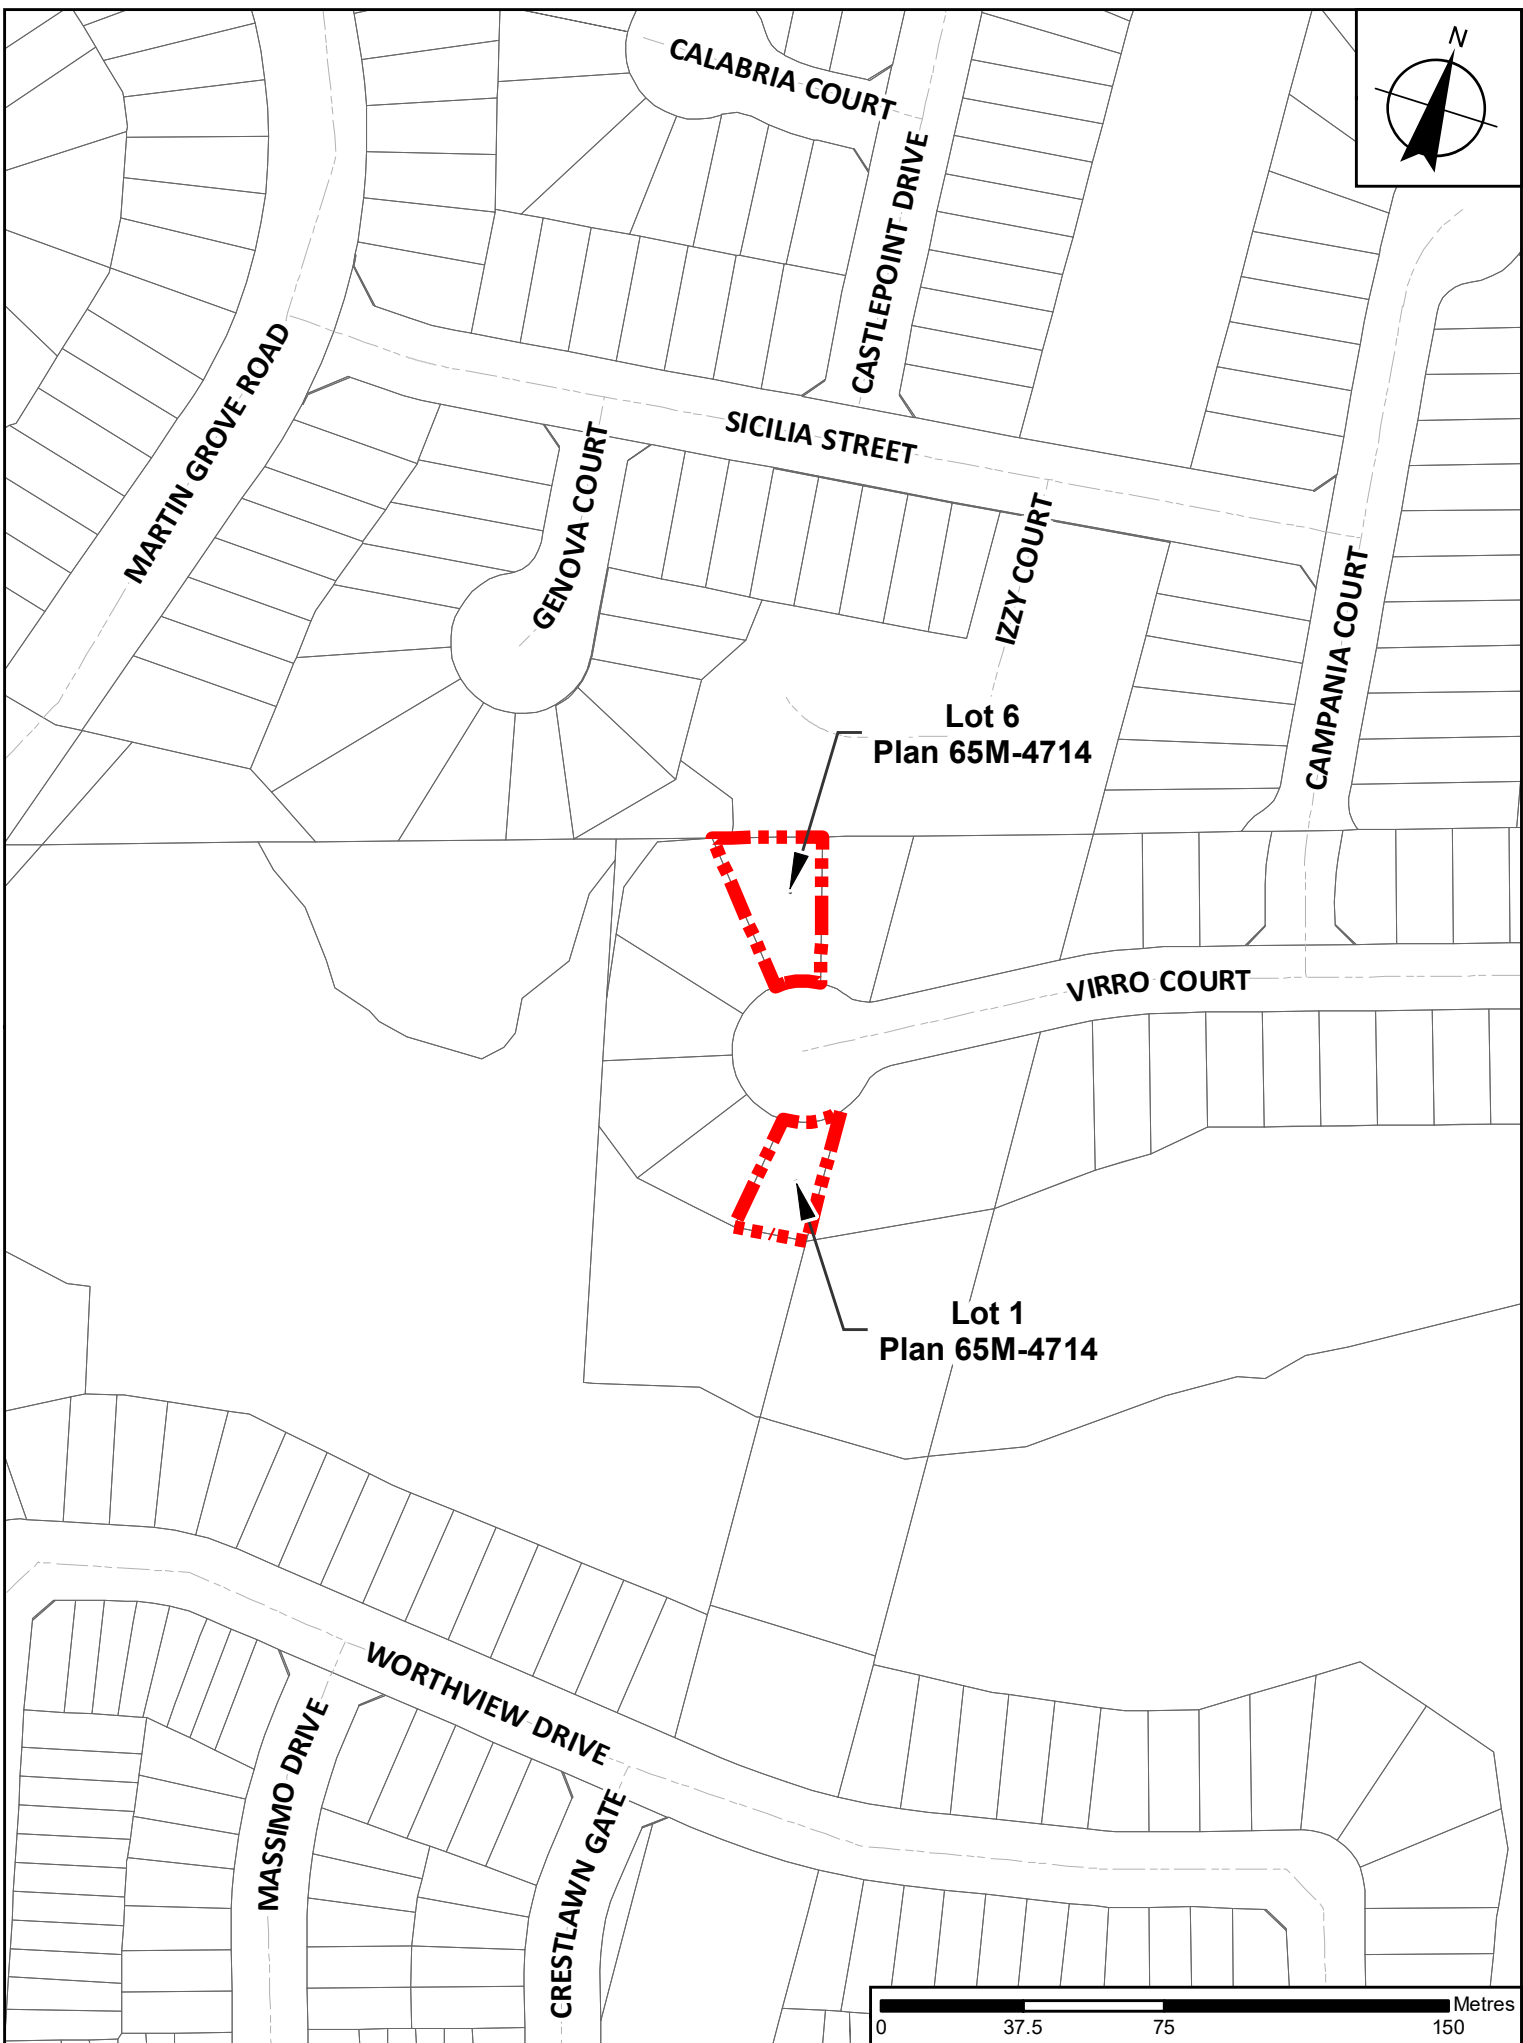 N
CALABRIA COURT
CASTLEPOINT DRIVE
MARTIN GROVE ROAD
SICILIA STREET
GENOVA COURT
IZZY COURT
CAMPANIA COURT
Lot 6
Plan 65M-4714
VIRRO COURT
Lot 1
Plan 65M-4714
WORTHVIEW DRIVE
MASSIMO DRIVE
CRESTLAWN GATE
Metres
0 37.5 75 150